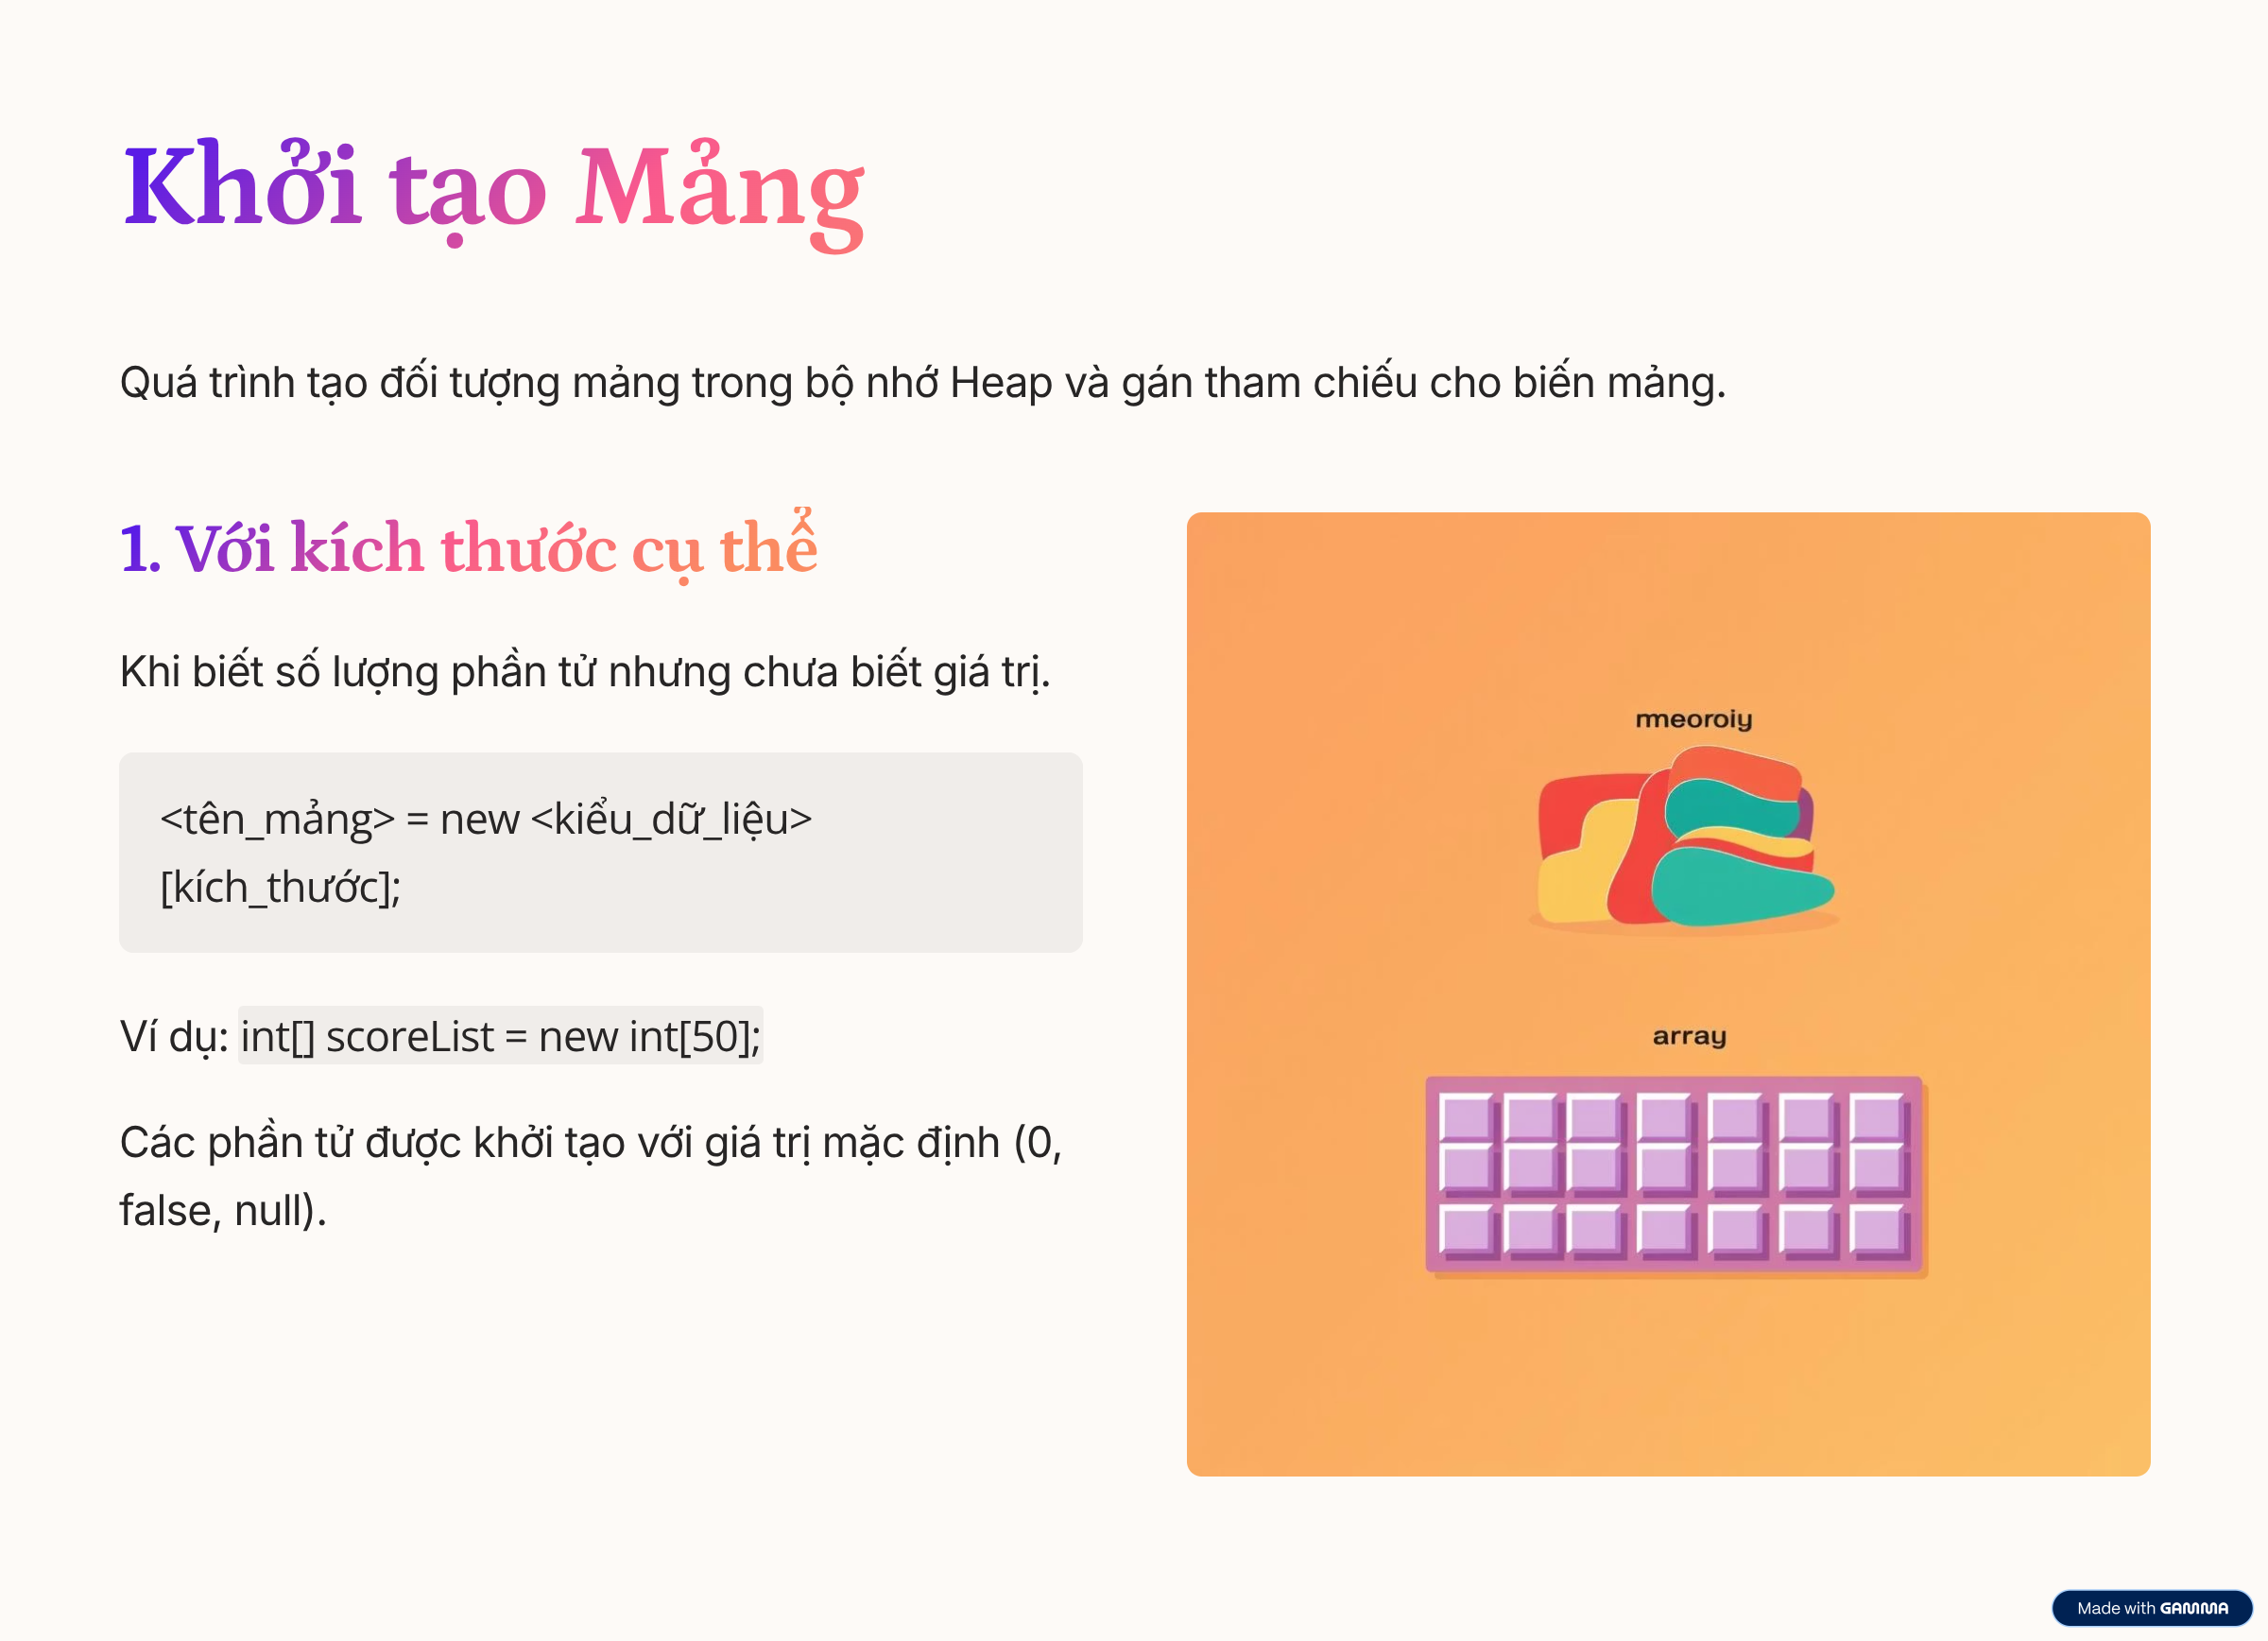 Khởi tạo Mảng
Quá trình tạo đối tượng mảng trong bộ nhớ Heap và gán tham chiếu cho biến mảng.
1. Với kích thước cụ thể
Khi biết số lượng phần tử nhưng chưa biết giá trị.
<tên_mảng> = new <kiểu_dữ_liệu>
[kích_thước];
Ví dụ: int[] scoreList = new int[50];
Các phần tử được khởi tạo với giá trị mặc định (0,
false, null).
rmeoroiy
array
Made with GAMMA